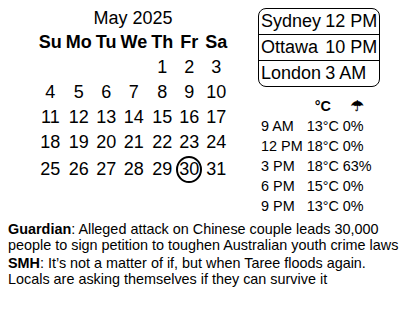 May 2025
Su Mo Tu We Th Fr Sa
1 2 3
4 5 6 7 8 9 10
11 12 13 14 15 16 17
18 19 20 21 22 23 24
25 26 27 28 29 30 31
Sydney 12 PM
Ottawa 10 PM
London 3 AM
°C ☂
9 AM 13°C 0%
12 PM 18°C 0%
3 PM 18°C 63%
6 PM 15°C 0%
9 PM 13°C 0%
Guardian: Alleged attack on Chinese couple leads 30,000
people to sign petition to toughen Australian youth crime laws
SMH: It’s not a matter of if, but when Taree floods again.
Locals are asking themselves if they can survive it